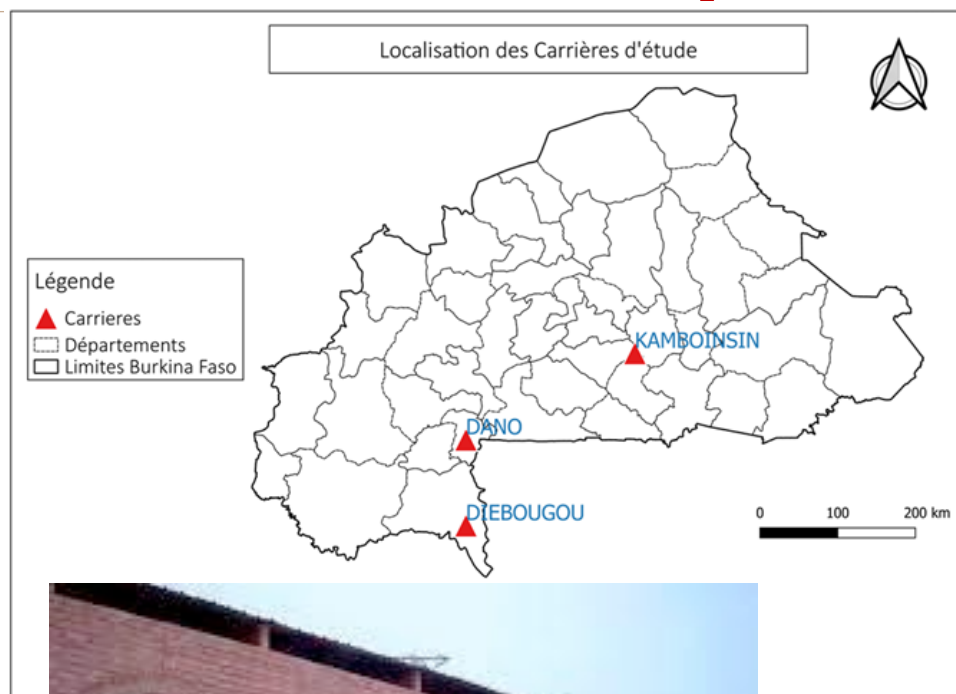 Localisation des Carrières d'étude
Légende
Carrieres
Départements
Limites Burkina Faso
KAMBOINSIN
DANO
DIEBOUGOU
0 100 200 km